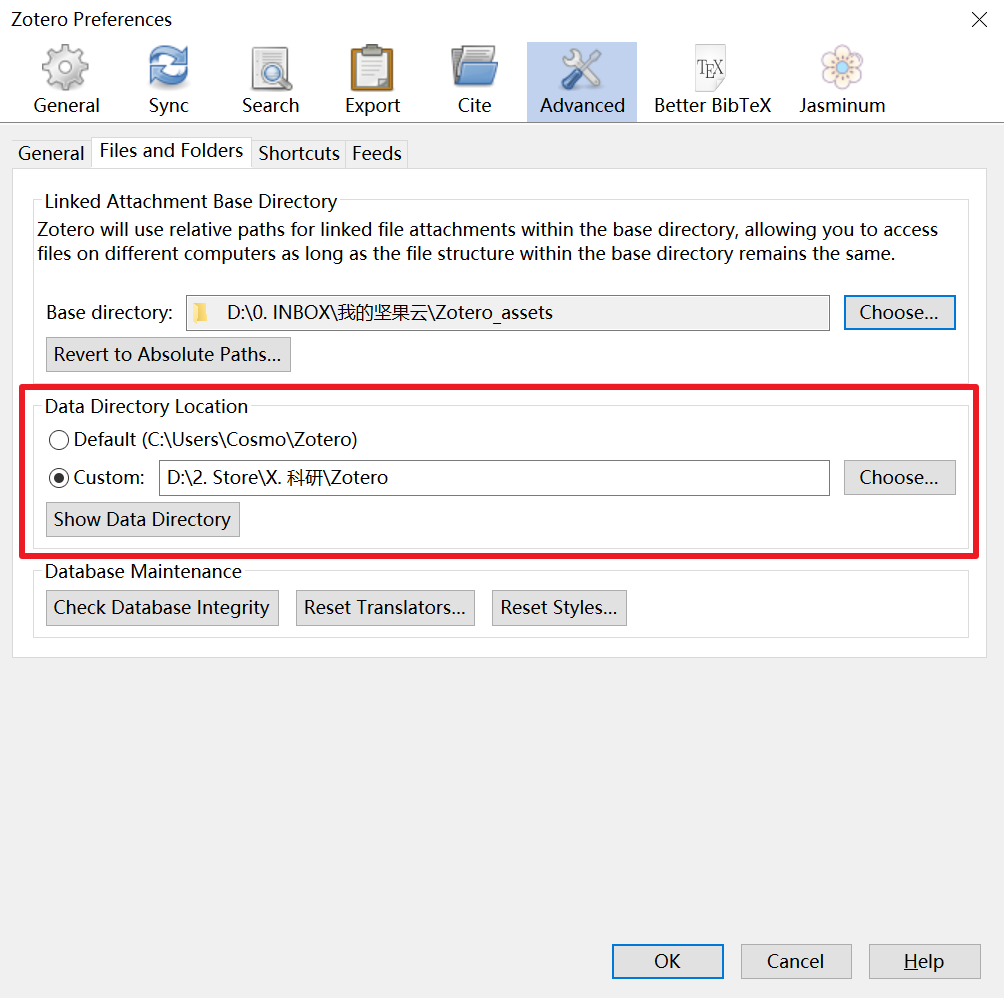 Zotero Preferences
General Sync Search Export Cite Advanced Better BibTeX Jasminum
General Files and Folders Shortcuts Feeds
Linked Attachment Base Directory
Zotero will use relative paths for linked file attachments within the base directory, allowing you to access
files on different computers as long as the file structure within the base directory remains the same.
Base directory: D:\0. INBOX\我的坚果云\Zotero_assets Choose...
Revert to Absolute Paths...
Data Directory Location
Default (C:\Users\Cosmo\Zotero)
Custom: D:\2. Store\X. 科研\Zotero Choose...
Show Data Directory
Database Maintenance
Check Database Integrity Reset Translators... Reset Styles...
OK Cancel Help